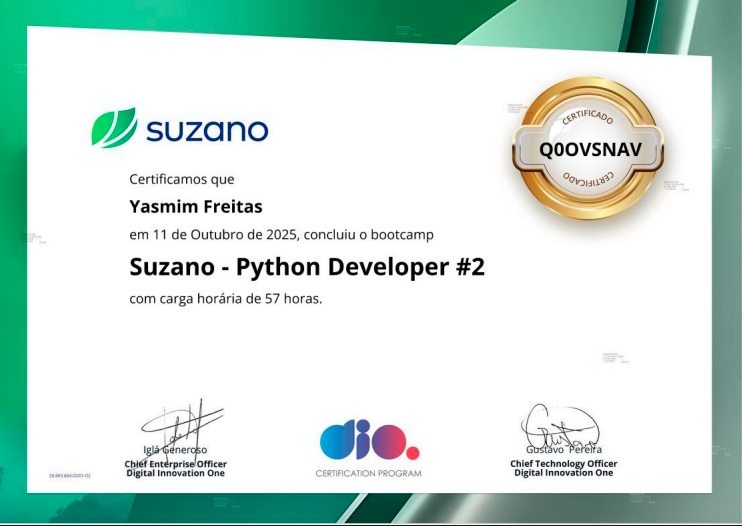 suzano
CERTIFICADO
Q0OVSNAV
CERTIFICADO
Certificamos que
Yasmim Freitas
em 11 de Outubro de 2025, concluiu o bootcamp
Suzano - Python Developer #2
com carga horária de 57 horas.
Iglá Generoso
Chief Enterprise Officer
Digital Innovation One
dio.
CERTIFICATION PROGRAM
Gustavo Pereira
Chief Technology Officer
Digital Innovation One